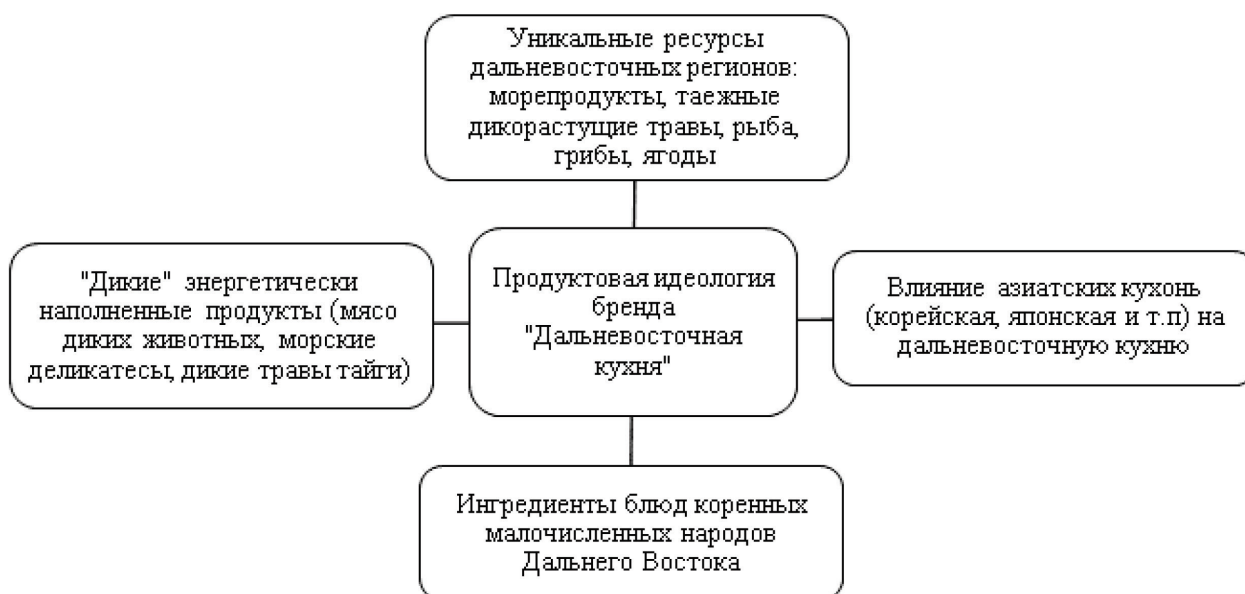 Уникальные ресурсы
дальневосточных регионов:
морепродукты, таежные
дикорастущие травы, рыба,
грибы, ягоды
"Дикие" энергетически
наполненные продукты (мясо
диких животных, морские
деликатесы, дикие травы тайги)
Продуктовая идеология
бренда
"Дальневосточная
кухня"
Влияние азиатских кухонь
(корейская, японская и т.п) на
дальневосточную кухню
Ингредиенты блюд коренных
малочисленных народов
Дальнего Востока